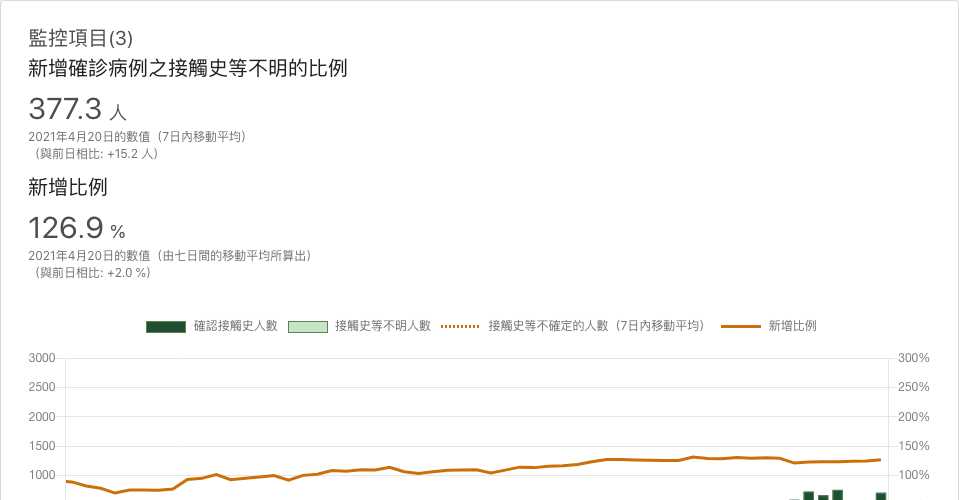 監控項目(3)
新增確診病例之接觸史等不明的比例
377.3 人
2021年4月20日的數值（7日內移動平均）
（與前日相比: +15.2 人）
新增比例
126.9 %
2021年4月20日的數值（由七日間的移動平均所算出）
（與前日相比: +2.0 %）
確認接觸史人數 接觸史等不明人數 接觸史等不確定的人數（7日內移動平均） 新增比例
3000 300%
2500 250%
2000 200%
1500 150%
1000 100%